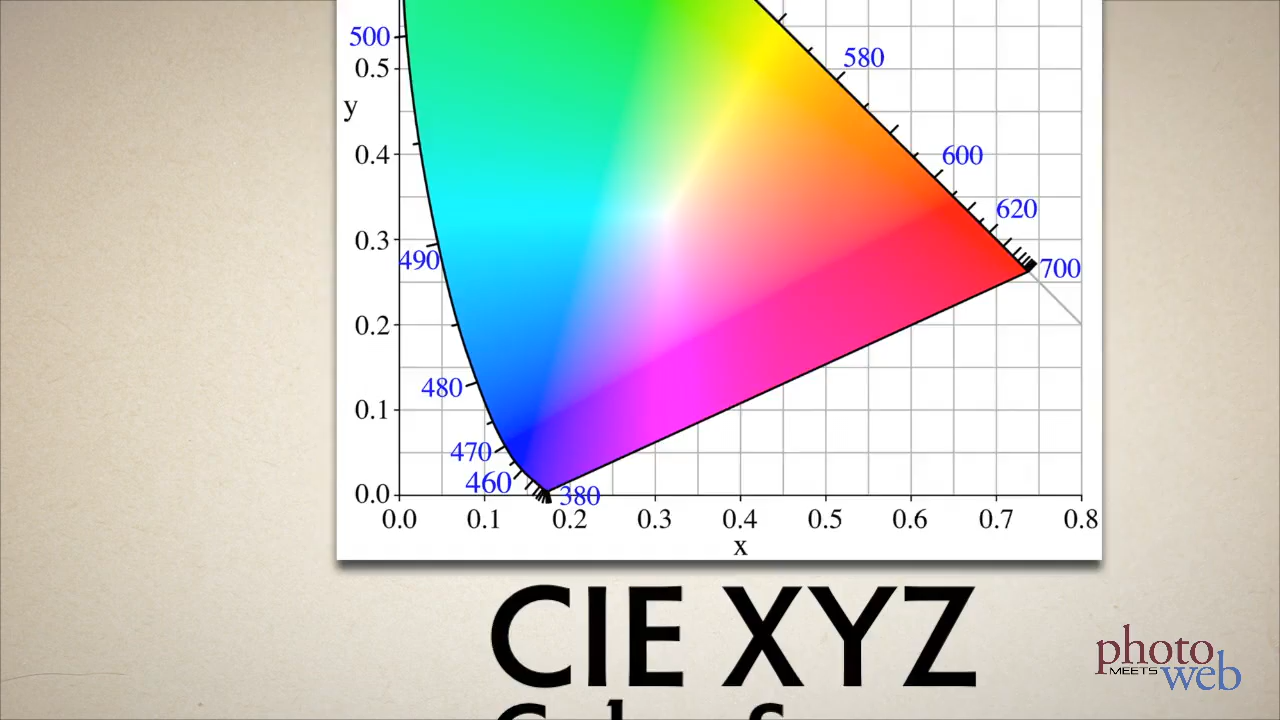 500
580
0.5
y
0.4
600
620
0.3
490
700
0.2
480
0.1
470
460
0.0
380
0.0 0.1 0.2 0.3 0.4 0.5 0.6 0.7 0.8
x
CIE XYZ
photo
MEETS
web